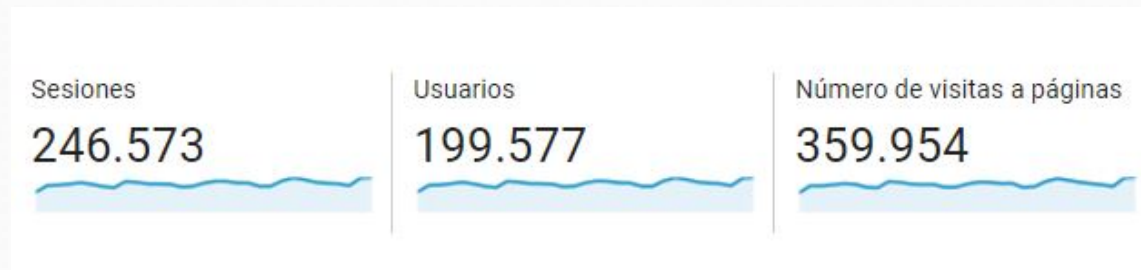 Sesiones
246.573
Usuarios
199.577
Número de visitas a páginas
359.954